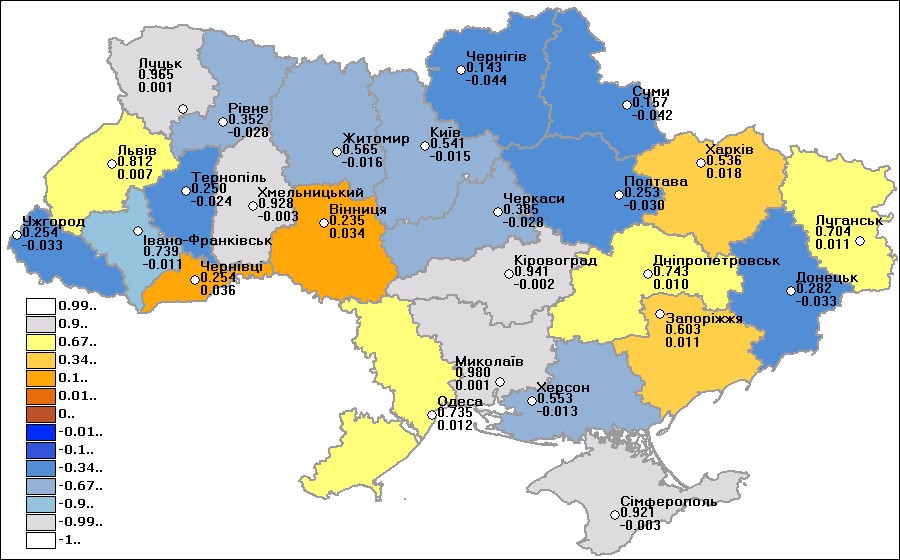 Луцьк
0.965
0.001
Рівне
0.352
-0.028
Житомир
0.565
-0.016
Київ
0.541
-0.015
Чернігів
0.143
-0.044
Суми
0.157
-0.042
Львів
0.812
0.007
Тернопіль
0.250
-0.024
Хмельницький
0.928
-0.003
Вінниця
0.235
0.034
Черкаси
0.385
-0.028
Полтава
0.253
-0.030
Харків
0.536
0.018
Луганськ
0.704
0.011
Ужгород
0.254
-0.033
Івано-Франківськ
0.739
-0.011
Чернівці
0.254
0.036
Кіровоград
0.941
-0.002
Дніпропетровськ
0.743
0.010
Донецьк
0.282
-0.033
Запоріжжя
0.603
0.011
Миколаїв
0.980
0.001
Херсон
0.553
-0.013
Одеса
0.735
0.012
Сімферополь
0.921
-0.003
0.99..
0.9..
0.67..
0.34..
0.1..
0.01..
0..
-0.01..
-0.1..
-0.34..
-0.67..
-0.9..
-0.99..
-1..